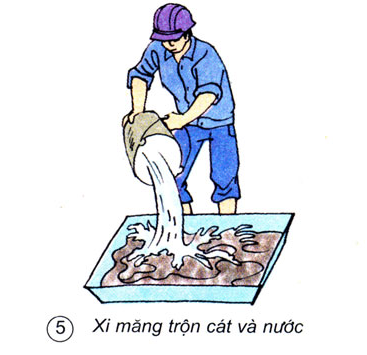 5 Xi măng trộn cát và nước